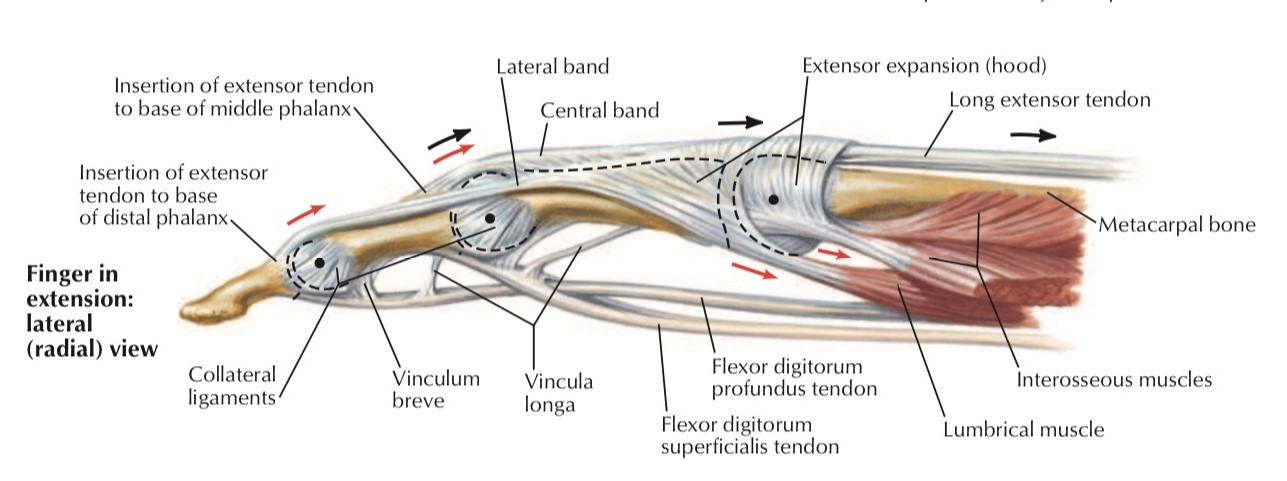 Lateral band
Extensor expansion (hood)
Insertion of extensor tendon
to base of middle phalanx
Central band
Long extensor tendon
Insertion of extensor
tendon to base
of distal phalanx
Metacarpal bone
Finger in
extension:
lateral
(radial) view
Collateral
ligaments
Vinculum
breve
Vincula
longa
Flexor digitorum
profundus tendon
Interosseous muscles
Flexor digitorum
superficialis tendon
Lumbrical muscle